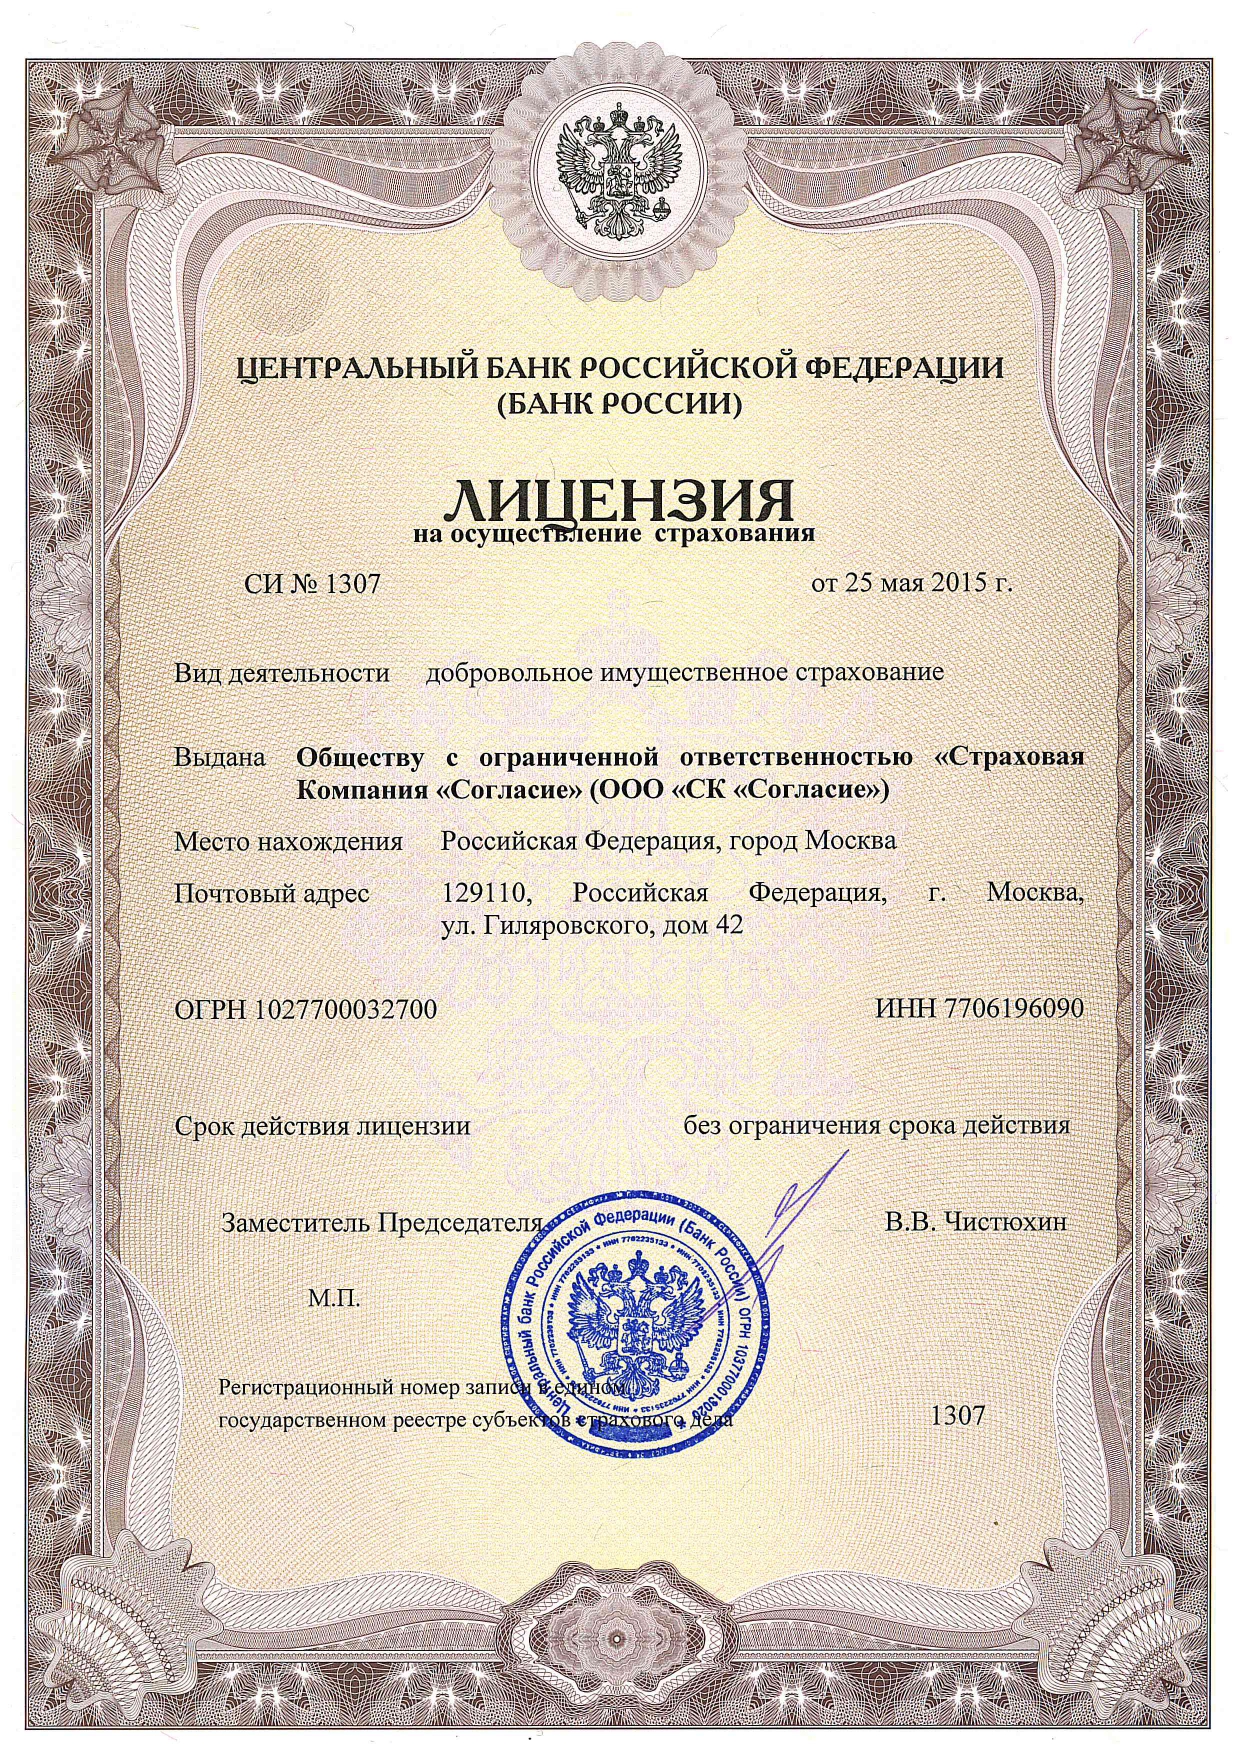 ЦЕНТРАЛЬНЫЙ БАНК РОССИЙСКОЙ ФЕДЕРАЦИИ
(БАНК РОССИИ)
ЛИЦЕНЗИЯ
на осуществление страхования
СИ № 1307 от 25 мая 2015 г.
Вид деятельности добровольное имущественное страхование
Выдана Обществу с ограниченной ответственностью «Страховая
Компания «Согласие» (ООО «СК «Согласие»)
Место нахождения Российская Федерация, город Москва
Почтовый адрес 129110, Российская Федерация, г. Москва,
ул. Гиляровского, дом 42
ОГРН 1027700032700 ИНН 7706196090
Срок действия лицензии без ограничения срока действия
Заместитель Председателя В.В. Чистюхин
М.П.
Центральный банк Российской Федерации (Банк России) ОГРН 1037700013020
ИНН 7702235133 * ИНН 7702235133 * ИНН 7702235133
Регистрационный номер записи в едином
государственном реестре субъектов страхового дела 1307